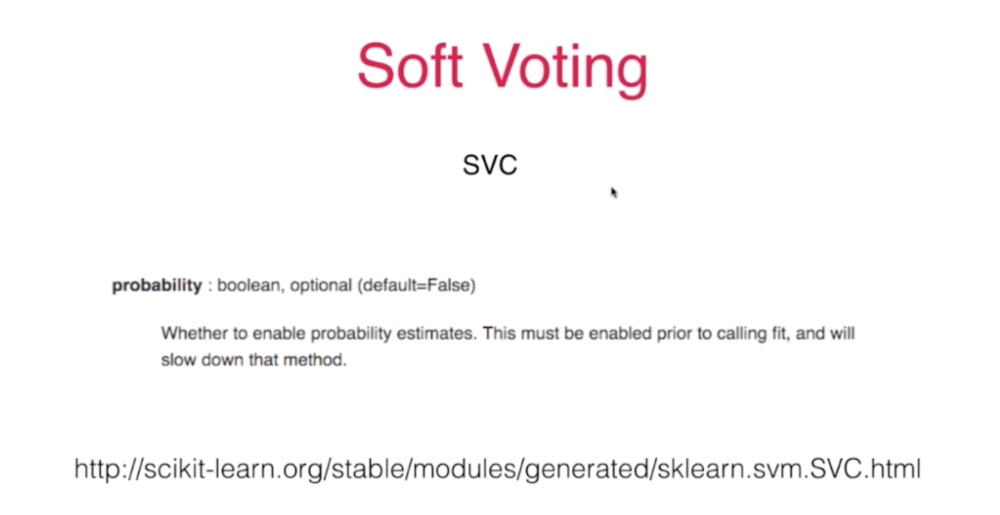 Soft Voting
SVC
probability : boolean, optional (default=False)
Whether to enable probability estimates. This must be enabled prior to calling fit, and will
slow down that method.
http://scikit-learn.org/stable/modules/generated/sklearn.svm.SVC.html